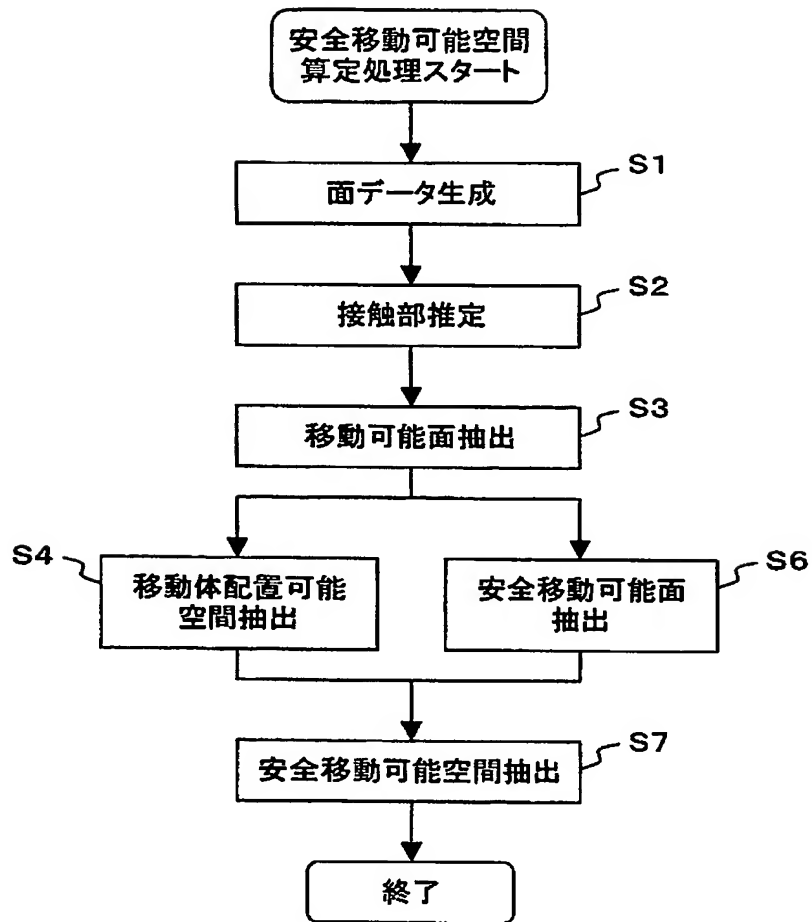 安全移動可能空間
算定処理スタート
S1
面データ生成
S2
接触部推定
S3
移動可能面抽出
S4
移動体配置可能
空間抽出
S6
安全移動可能面
抽出
S7
安全移動可能空間抽出
終了